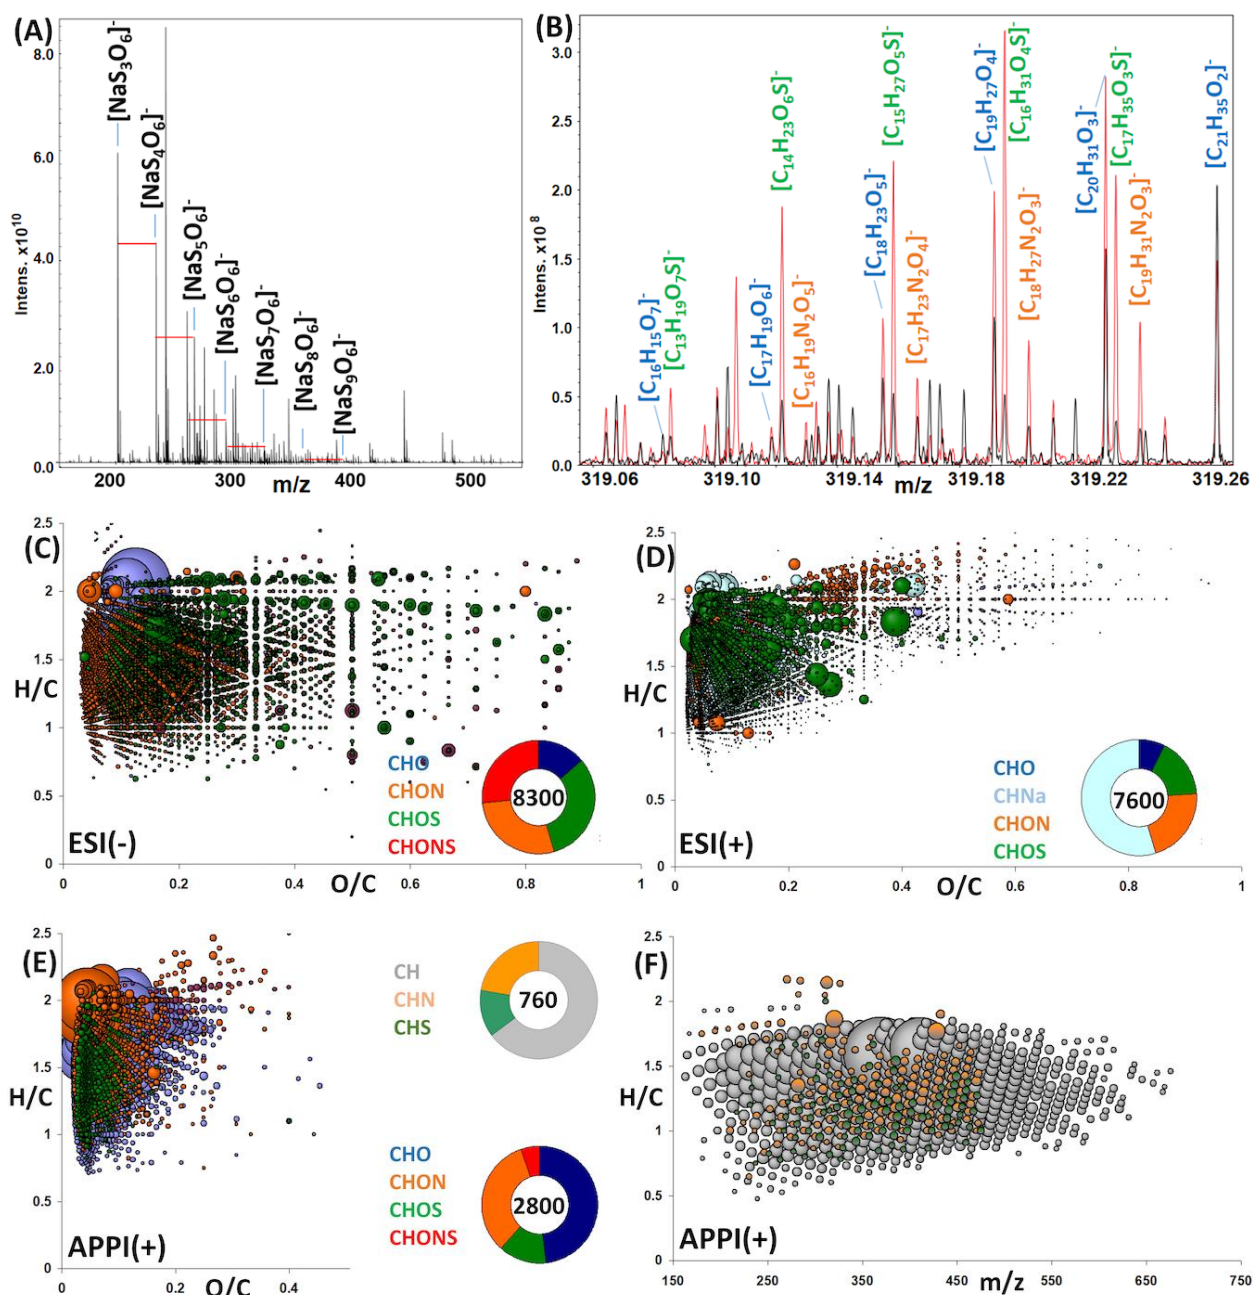 (A)
[NaS₃O₆]⁻
[NaS₄O₆]⁻
[NaS₅O₆]⁻
[NaS₆O₆]⁻
[NaS₇O₆]⁻
[NaS₈O₆]⁻
[NaS₉O₆]⁻
Intens. x10¹⁰
8.0
6.0
4.0
2.0
0.0
200
300
400
500
m/z
(B)
[C₁₆H₁₅O₇]⁻
[C₁₃H₁₉O₇S]⁻
[C₁₇H₁₉O₆]⁻
[C₁₄H₂₃O₆S]⁻
[C₁₆H₁₉N₂O₅]⁻
[C₁₈H₂₃O₅]⁻
[C₁₅H₂₇O₅S]⁻
[C₁₇H₂₃N₂O₄]⁻
[C₁₉H₂₇O₄]⁻
[C₁₆H₃₁O₄S]⁻
[C₁₈H₂₇N₂O₃]⁻
[C₂₀H₃₁O₃]⁻
[C₁₇H₃₅O₃S]⁻
[C₁₉H₃₁N₂O₃]⁻
[C₂₁H₃₅O₂]⁻
Intens. x10⁸
3.0
2.5
2.0
1.5
1.0
0.5
0.0
319.06
319.10
319.14
319.18
319.22
319.26
m/z
(C)
2.5
2
1.5
H/C
1
0.5
0
ESI(-)
CHO
CHON
CHOS
CHONS
8300
0
0.2
0.4
0.6
0.8
1
O/C
(D)
2.5
2
1.5
H/C
1
0.5
0
ESI(+)
CHO
CHNa
CHON
CHOS
7600
0
0.2
0.4
0.6
0.8
1
O/C
(E)
2.5
2
1.5
H/C
1
0.5
0
APPI(+)
0
0.2
0.4
O/C
CH
CHN
CHS
760
CHO
CHON
CHOS
CHONS
2800
(F)
2.5
2
1.5
H/C
1
0.5
0
APPI(+)
150
250
350
450
550
650
750
m/z